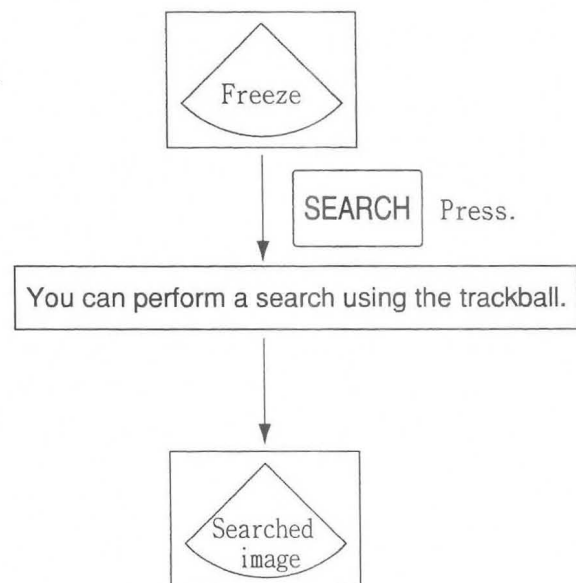 Freeze
SEARCH Press.
You can perform a search using the trackball.
Searched
image